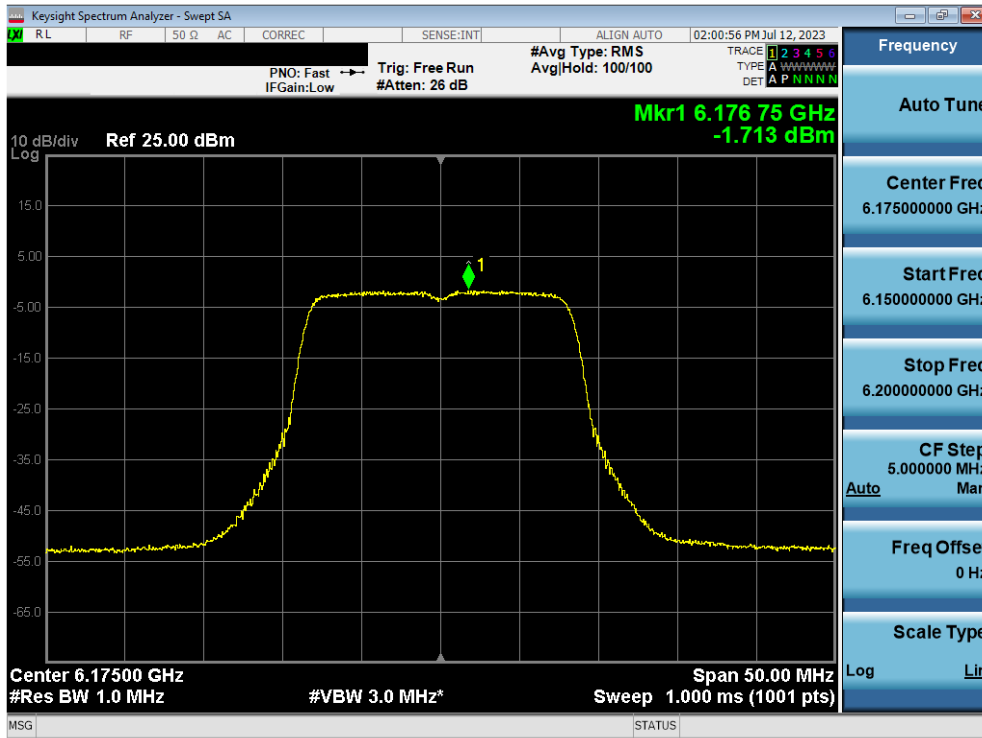 Keysight Spectrum Analyzer - Swept SA
LXI RL RF 50 Ω AC CORREC SENSE:INT ALIGN AUTO 02:00:56 PM Jul 12, 2023
PNO: Fast
IFGain:Low
Trig: Free Run
#Atten: 26 dB
#Avg Type: RMS
Avg|Hold: 100/100
TRACE 1 2 3 4 5 6
TYPE A WWWWW
DET A P N N N N
Mkr1 6.176 75 GHz
-1.713 dBm
10 dB/div Ref 25.00 dBm
Log
15.0
5.00
1
-5.00
-15.0
-25.0
-35.0
-45.0
-55.0
-65.0
Center 6.17500 GHz Span 50.00 MHz
#Res BW 1.0 MHz #VBW 3.0 MHz* Sweep 1.000 ms (1001 pts)
MSG STATUS
Frequency
Auto Tune
Center Freq
6.175000000 GHz
Start Freq
6.150000000 GHz
Stop Freq
6.200000000 GHz
CF Step
5.000000 MHz
Auto Man
Freq Offset
0 Hz
Scale Type
Log Lin